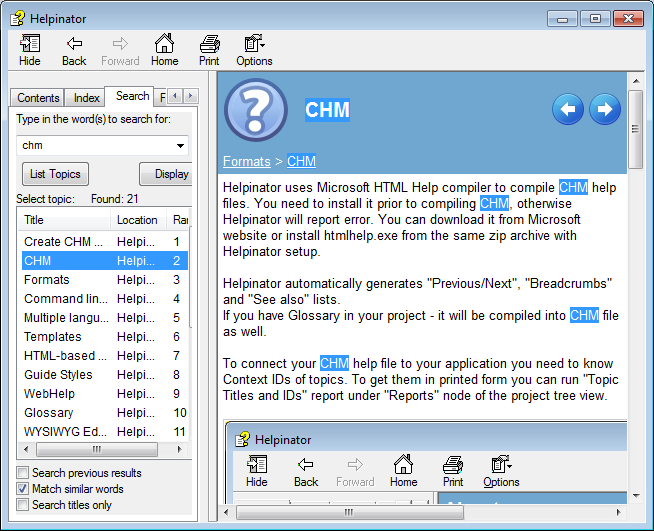 Helpinator
Hide Back Forward Home Print Options
Contents Index Search F
Type in the word(s) to search for:
chm
List Topics Display
Select topic: Found: 21
Title Location Ran
Create CHM ... Helpi... 1
CHM Helpi... 2
Formats Helpi... 3
Command lin... Helpi... 4
Multiple langu... Helpi... 5
Templates Helpi... 6
HTML-based ... Helpi... 7
Guide Styles Helpi... 8
WebHelp Helpi... 9
Glossary Helpi... 10
WYSIWYG Ed... Helpi... 11
Search previous results
Match similar words
Search titles only
CHM
Formats > CHM
Helpinator uses Microsoft HTML Help compiler to compile CHM help
files. You need to install it prior to compiling CHM, otherwise
Helpinator will report error. You can download it from Microsoft
website or install htmlhelp.exe from the same zip archive with
Helpinator setup.
Helpinator automatically generates "Previous/Next", "Breadcrumbs"
and "See also" lists.
If you have Glossary in your project - it will be compiled into CHM file
as well.
To connect your CHM help file to your application you need to know
Context IDs of topics. To get them in printed form you can run "Topic
Titles and IDs" report under "Reports" node of the project tree view.
Helpinator
Hide Back Forward Home Print Options